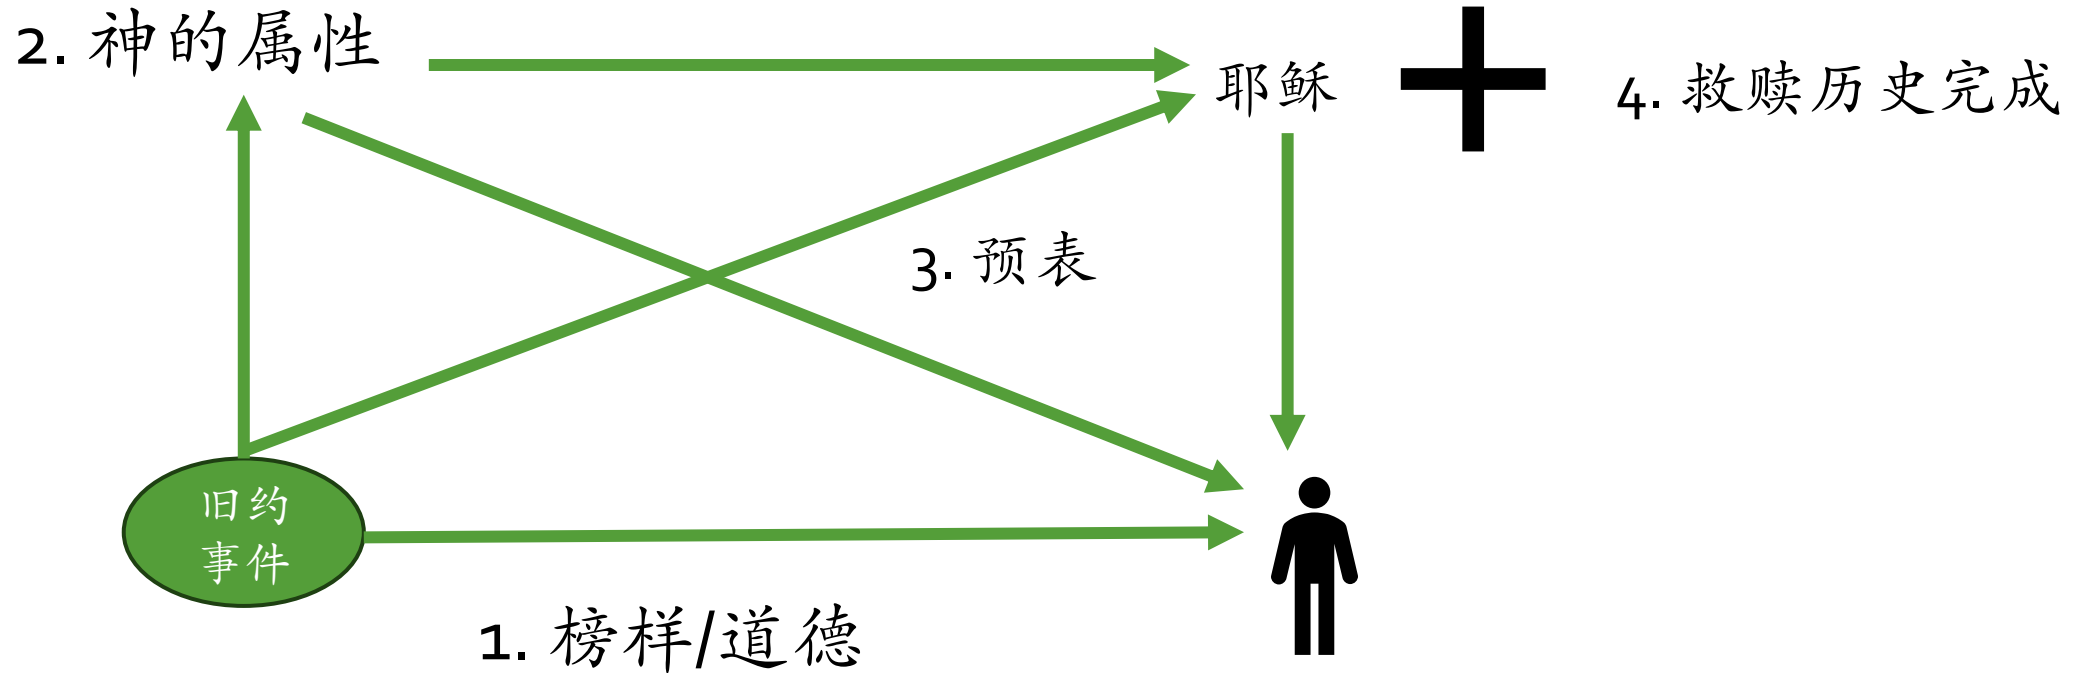 2. 神的属性
耶稣
4. 救赎历史完成
3. 预表
旧约
事件
1. 榜样/道德